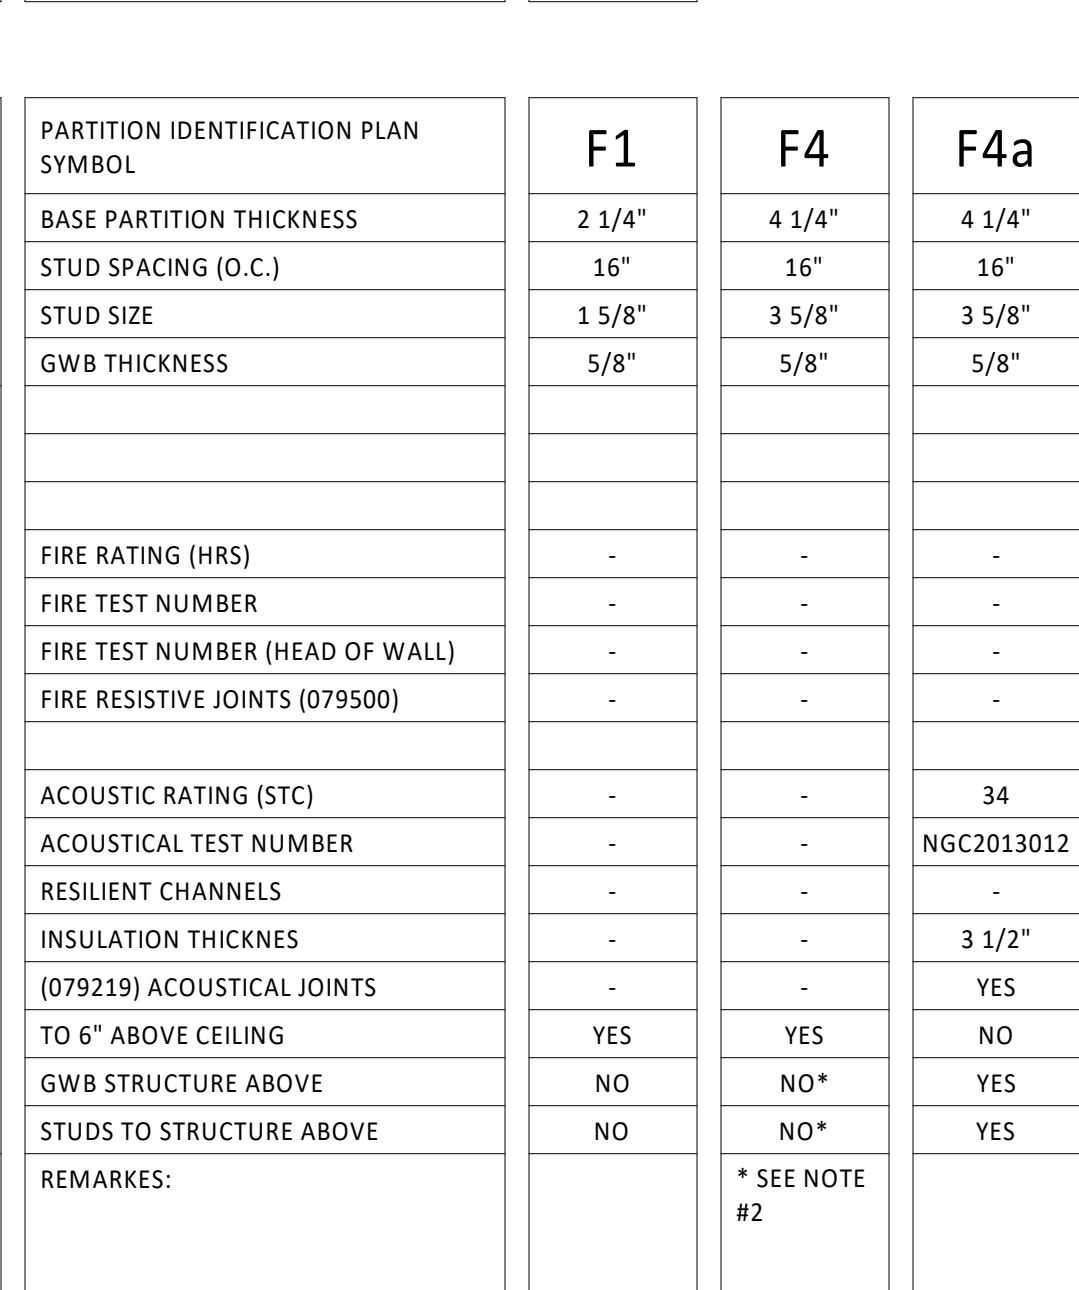 PARTITION IDENTIFICATION PLAN
SYMBOL
F1
F4
F4a
BASE PARTITION THICKNESS
2 1/4"
4 1/4"
4 1/4"
STUD SPACING (O.C.)
16"
16"
16"
STUD SIZE
1 5/8"
3 5/8"
3 5/8"
GWB THICKNESS
5/8"
5/8"
5/8"
FIRE RATING (HRS)
-
-
-
FIRE TEST NUMBER
-
-
-
FIRE TEST NUMBER (HEAD OF WALL)
-
-
-
FIRE RESISTIVE JOINTS (079500)
-
-
-
ACOUSTIC RATING (STC)
-
-
34
ACOUSTICAL TEST NUMBER
-
-
NGC2013012
RESILIENT CHANNELS
-
-
-
INSULATION THICKNES
-
-
3 1/2"
(079219) ACOUSTICAL JOINTS
-
-
YES
TO 6" ABOVE CEILING
YES
YES
NO
GWB STRUCTURE ABOVE
NO
NO*
YES
STUDS TO STRUCTURE ABOVE
NO
NO*
YES
REMARKES:
* SEE NOTE
#2